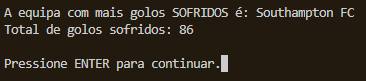 A equipa com mais golos SOFRIDOS é: Southampton FC
Total de golos sofridos: 86
Pressione ENTER para continuar.